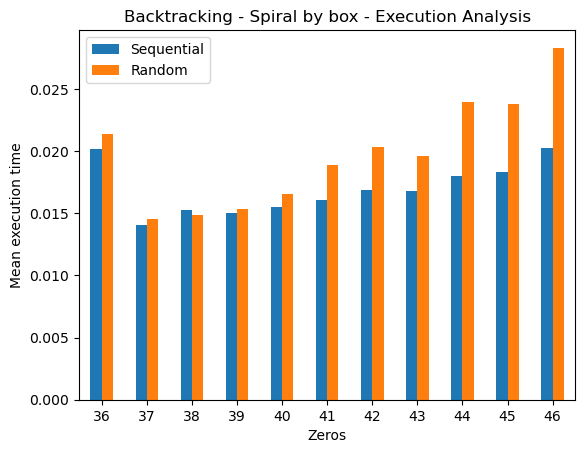 Backtracking - Spiral by box - Execution Analysis
Sequential
Random
Mean execution time
0.025
0.020
0.015
0.010
0.005
0.000
36 37 38 39 40 41 42 43 44 45 46
Zeros